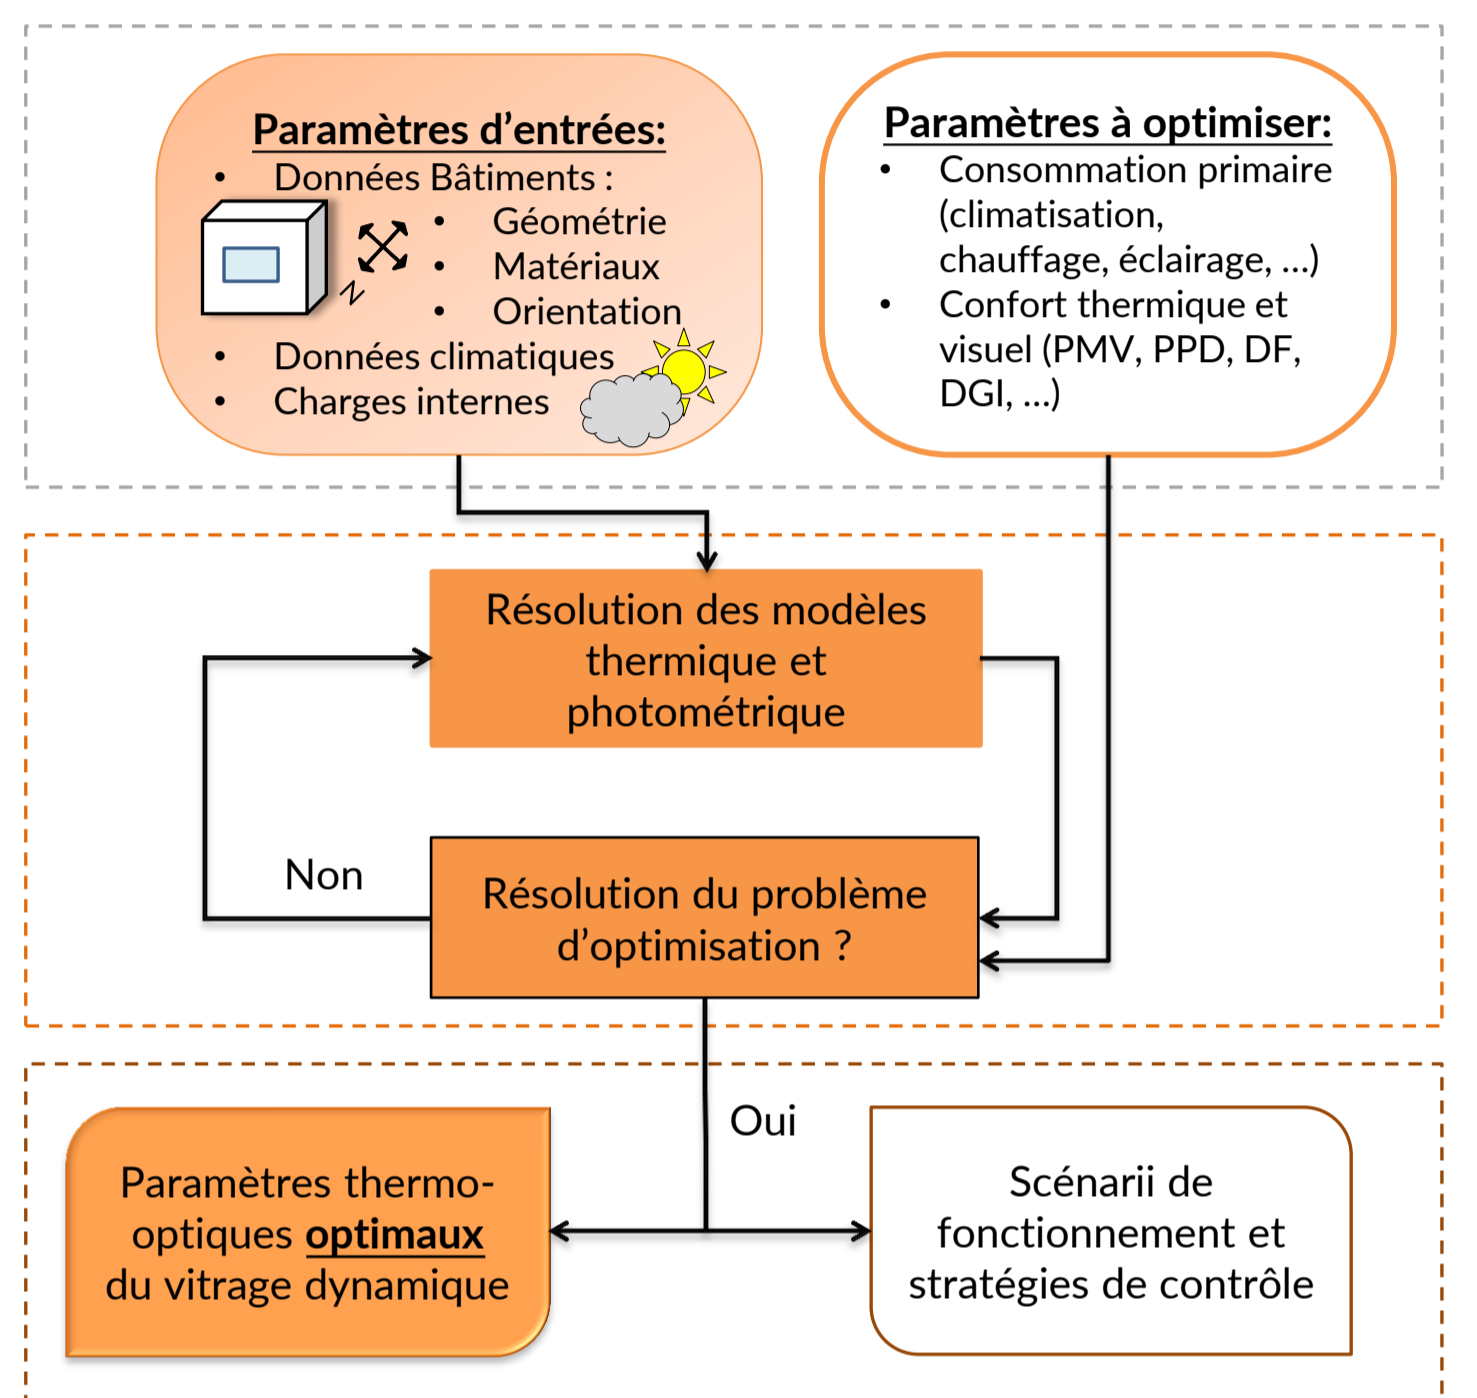 Paramètres d’entrées:
• Données Bâtiments :
• Géométrie
• Matériaux
• Orientation
N
• Données climatiques
• Charges internes
Paramètres à optimiser:
• Consommation primaire
(climatisation,
chauffage, éclairage, ...)
• Confort thermique et
visuel (PMV, PPD, DF,
DGI, ...)
Résolution des modèles
thermique et
photométrique
Non
Résolution du problème
d’optimisation ?
Oui
Paramètres thermo-
optiques optimaux
du vitrage dynamique
Scénarii de
fonctionnement et
stratégies de contrôle